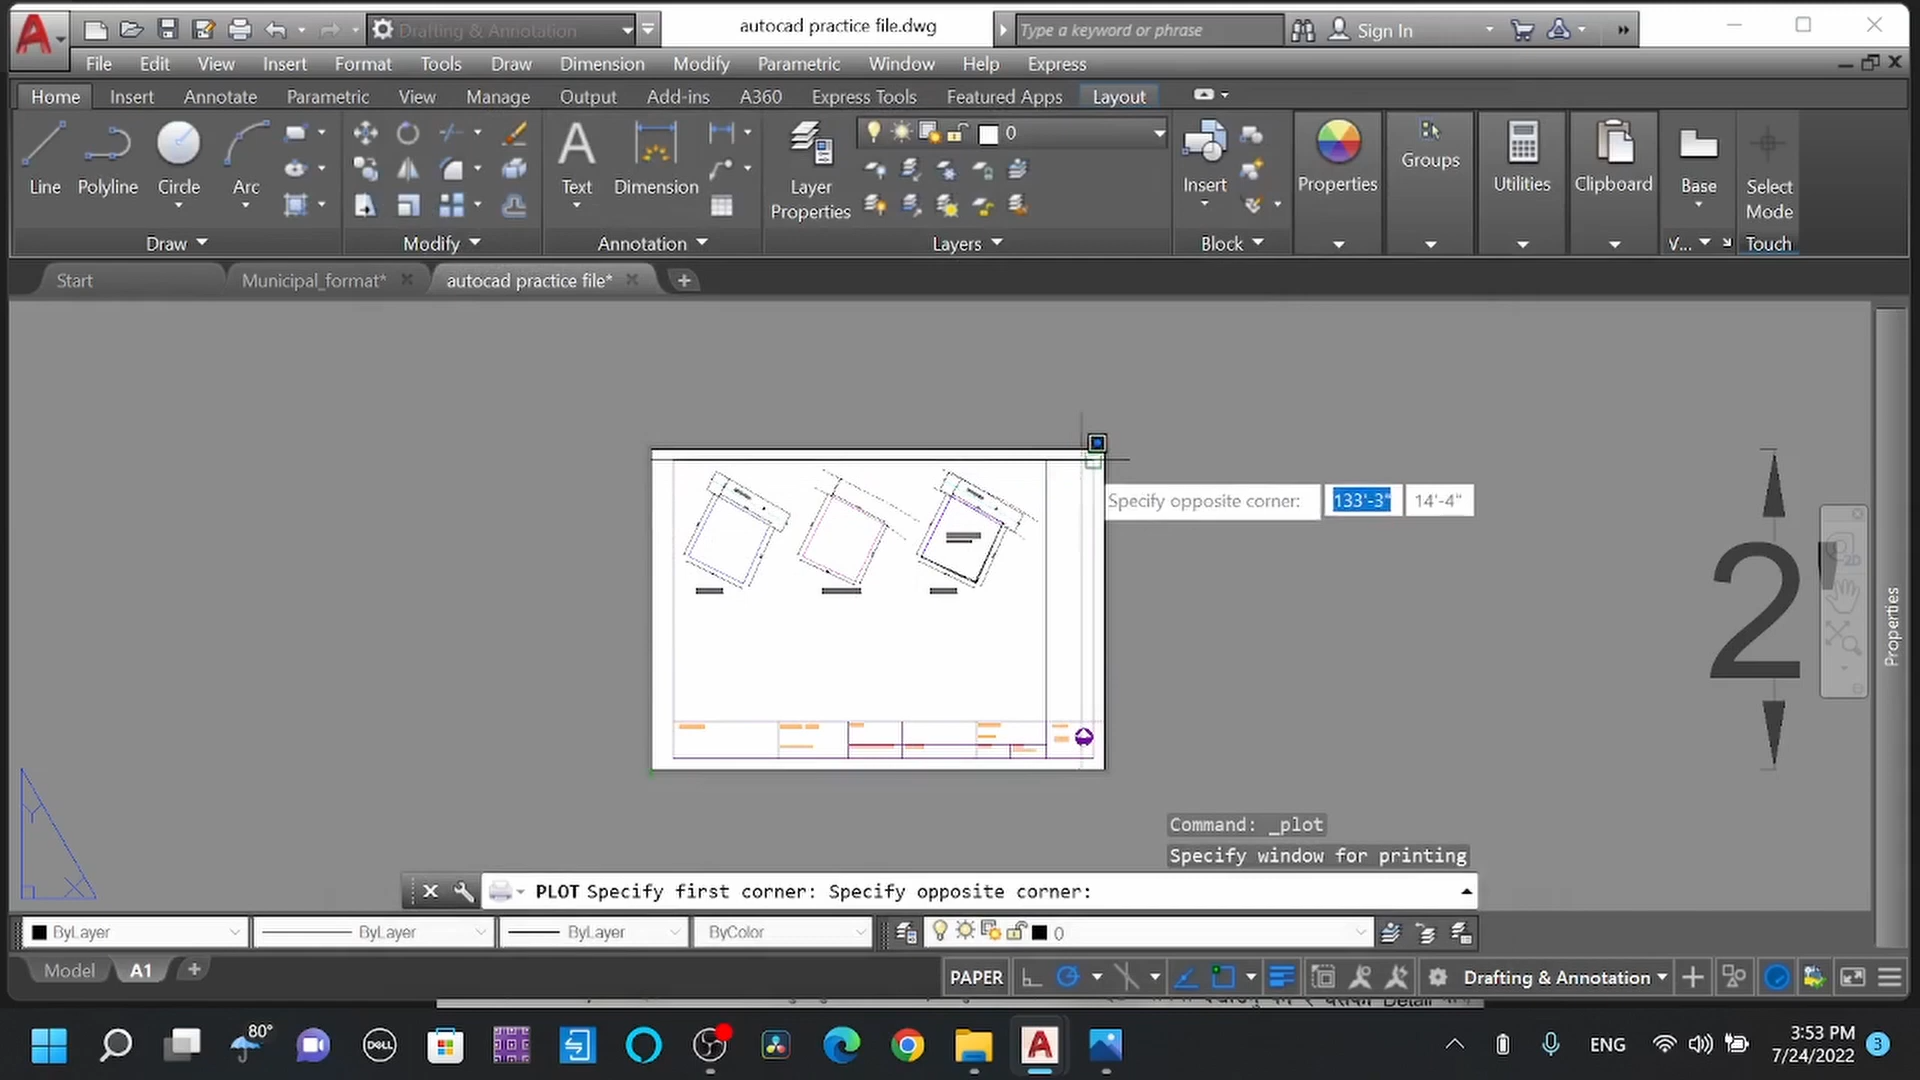 Drafting & Annotation
autocad practice file.dwg
Type a keyword or phrase
Sign In
File Edit View Insert Format Tools Draw Dimension Modify Parametric Window Help Express
Home Insert Annotate Parametric View Manage Output Add-ins A360 Express Tools Featured Apps Layout
0
Line Polyline Circle Arc
Text Dimension
Layer Properties
Insert
Properties
Groups
Utilities
Clipboard
Base
Select Mode
Draw Modify Annotation Layers Block V... Touch
Start Municipal_format* autocad practice file*
Specify opposite corner: 133'-3" 14'-4"
2'
2D
Properties
Command: _plot
Specify window for printing
PLOT Specify first corner: Specify opposite corner:
ByLayer ByLayer ByLayer ByColor 0
Model A1
PAPER Drafting & Annotation
Detail
80°
DELL
ENG
3:53 PM
7/24/2022
3